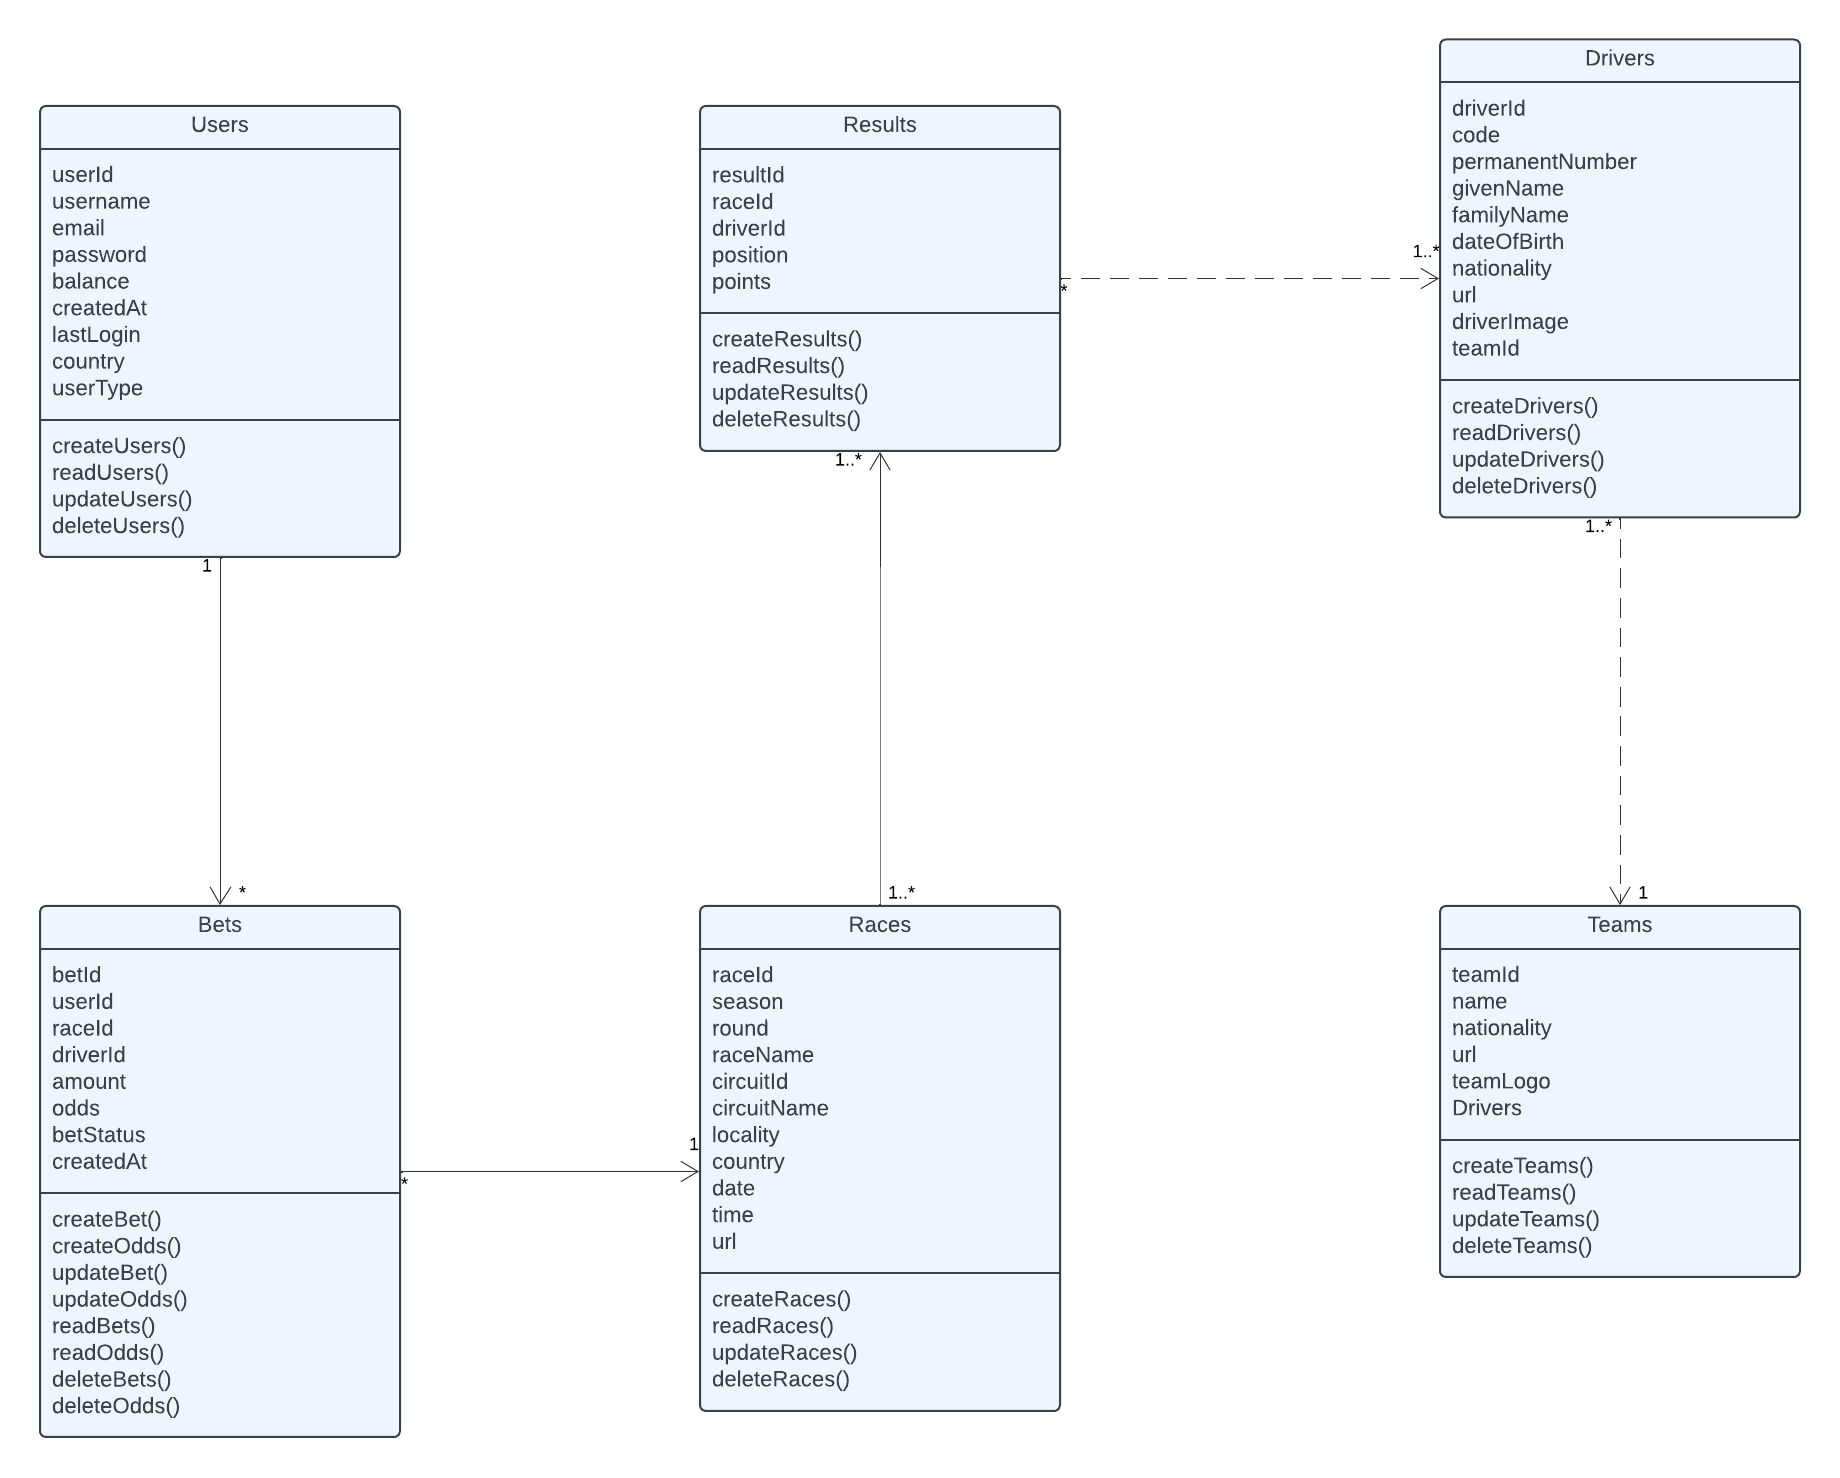 Users
userId
username
email
password
balance
createdAt
lastLogin
country
userType
createUsers()
readUsers()
updateUsers()
deleteUsers()
1
*
Bets
betId
userId
raceId
driverId
amount
odds
betStatus
createdAt
createBet()
createOdds()
updateBet()
updateOdds()
readBets()
readOdds()
deleteBets()
deleteOdds()
*
1
Results
resultId
raceId
driverId
position
points
createResults()
readResults()
updateResults()
deleteResults()
1..*
*
1..*
1..*
Races
raceId
season
round
raceName
circuitId
circuitName
locality
country
date
time
url
createRaces()
readRaces()
updateRaces()
deleteRaces()
Drivers
driverId
code
permanentNumber
givenName
familyName
dateOfBirth
nationality
url
driverImage
teamId
createDrivers()
readDrivers()
updateDrivers()
deleteDrivers()
1..*
1
Teams
teamId
name
nationality
url
teamLogo
Drivers
createTeams()
readTeams()
updateTeams()
deleteTeams()